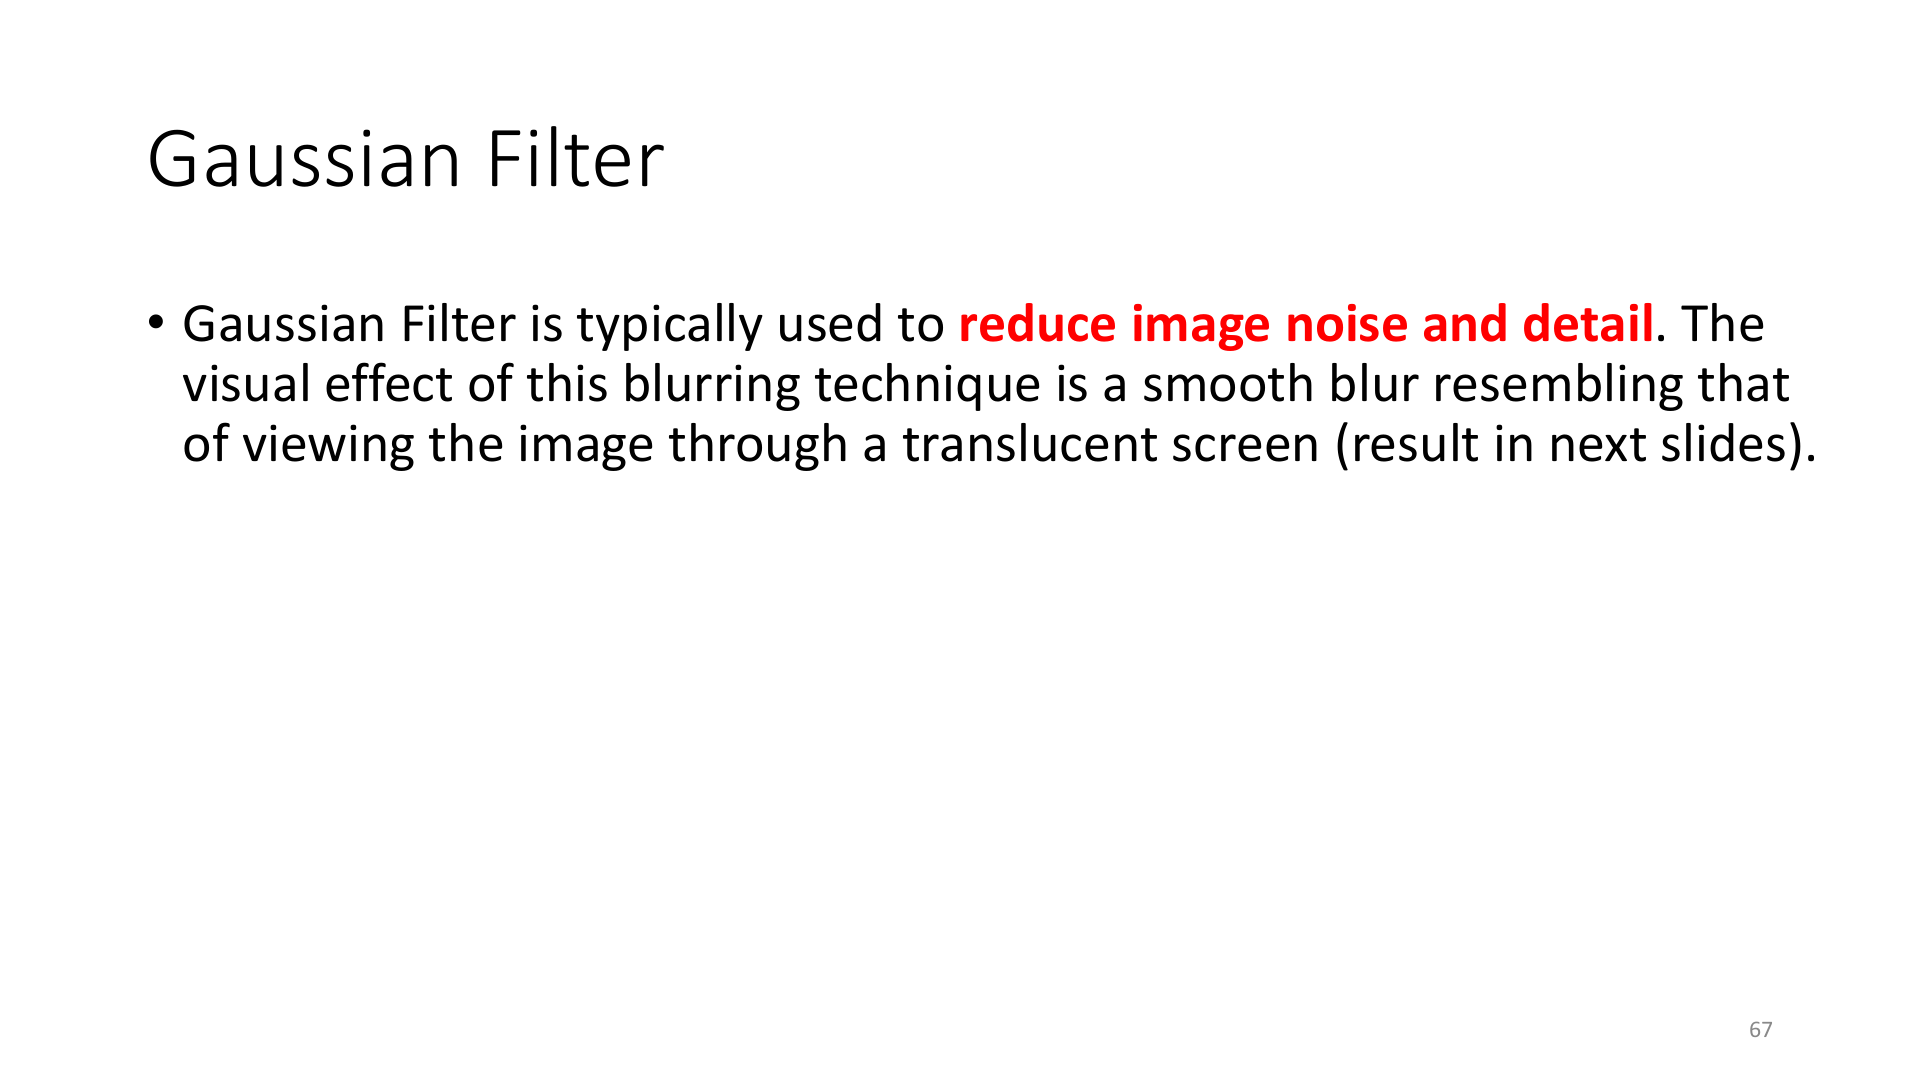 Gaussian Filter
• Gaussian Filter is typically used to reduce image noise and detail. The
visual effect of this blurring technique is a smooth blur resembling that
of viewing the image through a translucent screen (result in next slides).
67